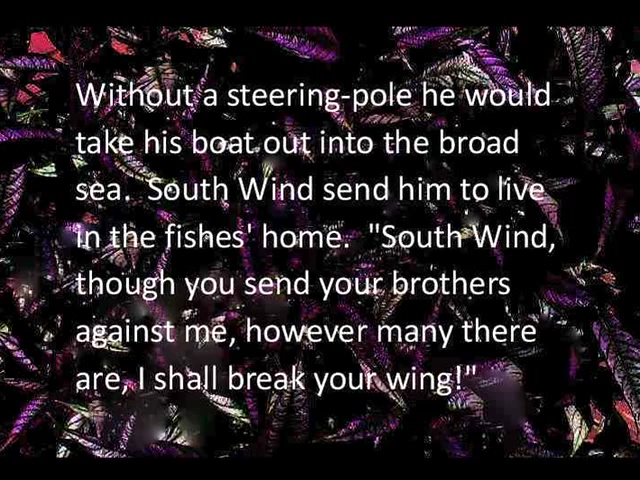 Without a steering-pole he would
take his boat out into the broad
sea.  South Wind send him to live
in the fishes' home.  "South Wind,
though you send your brothers
against me, however many there
are, I shall break your wing!"